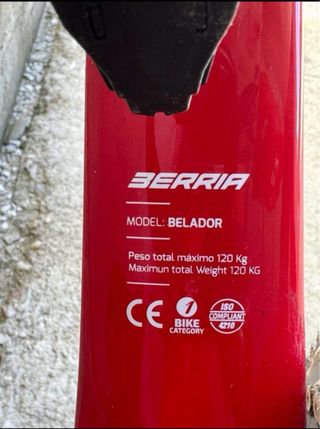 BERRIA
MODEL: BELADOR
Peso total máximo 120 Kg
Maximun total Weight 120 KG
CE
1
BIKE
CATEGORY
ISO
COMPLIANT
4210